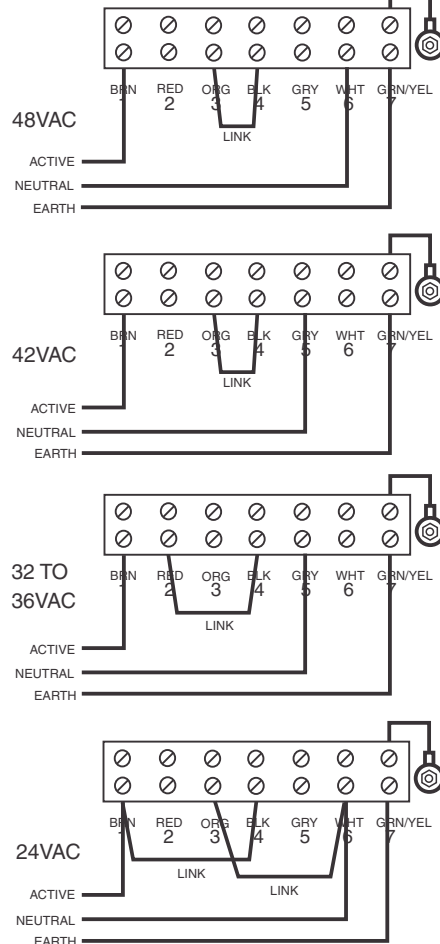 BRN RED ORG BLK GRY WHT GRN/YEL
1 2 3 4 5 6 7
48VAC
LINK
ACTIVE
NEUTRAL
EARTH
BRN RED ORG BLK GRY WHT GRN/YEL
1 2 3 4 5 6 7
42VAC
LINK
ACTIVE
NEUTRAL
EARTH
BRN RED ORG BLK GRY WHT GRN/YEL
1 2 3 4 5 6 7
32 TO
36VAC
LINK
ACTIVE
NEUTRAL
EARTH
BRN RED ORG BLK GRY WHT GRN/YEL
1 2 3 4 5 6 7
24VAC
LINK
LINK
ACTIVE
NEUTRAL
EARTH